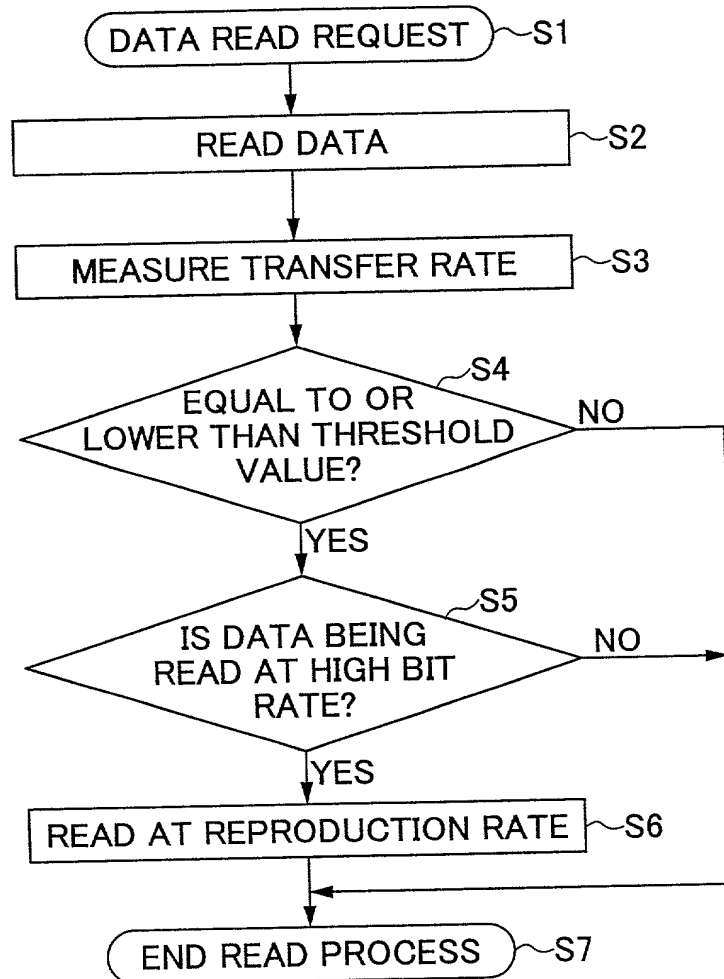 DATA READ REQUEST S1
READ DATA S2
MEASURE TRANSFER RATE S3
S4
EQUAL TO OR
LOWER THAN THRESHOLD
VALUE?
NO
YES
S5
IS DATA BEING
READ AT HIGH BIT
RATE?
NO
YES
READ AT REPRODUCTION RATE S6
END READ PROCESS S7